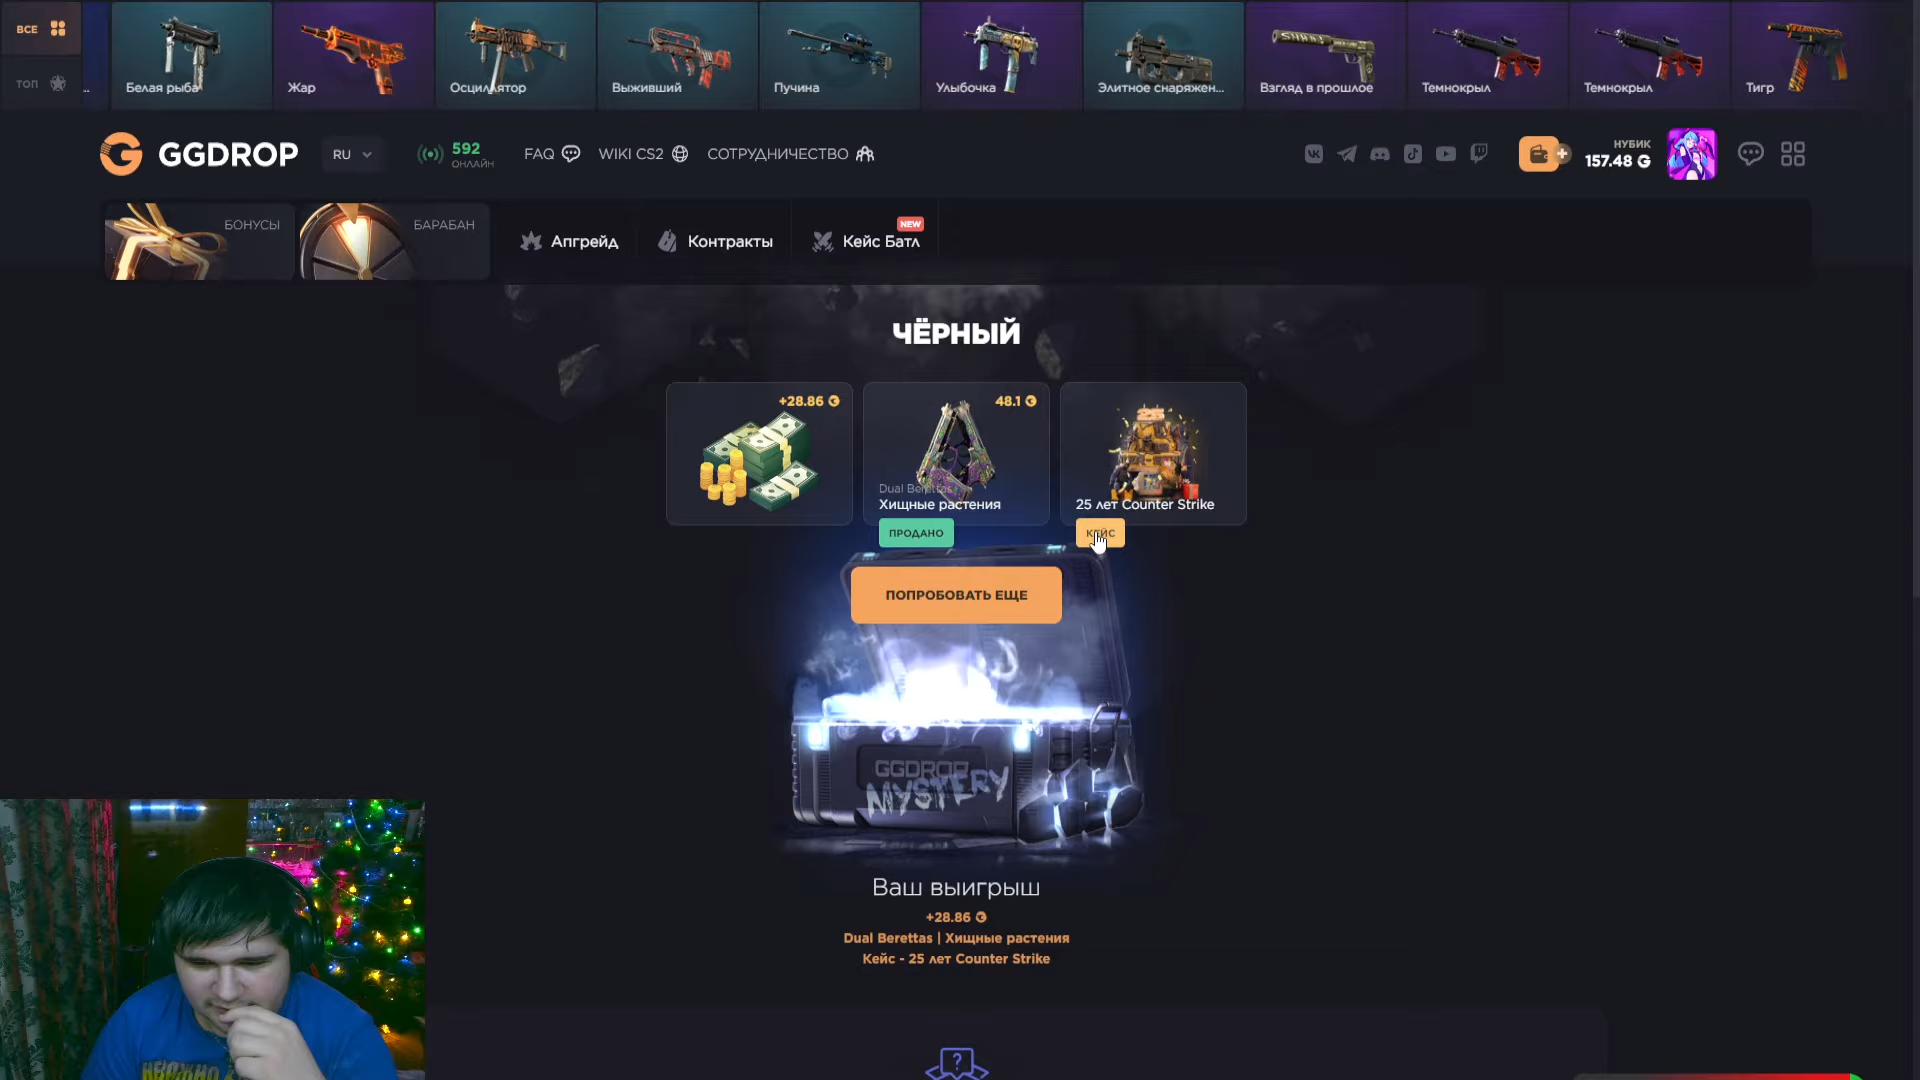 ВСЕ
ТОП
...
Белая рыба
Жар
Осциллятор
Выживший
Пучина
Улыбочка
Элитное снаряжен...
Взгляд в прошлое
Темнокрыл
Темнокрыл
Тигр
GGDROP
RU
592
ОНЛАЙН
FAQ
WIKI CS2
СОТРУДНИЧЕСТВО
НУБИК
157.48 G
БОНУСЫ
БАРАБАН
Апгрейд
Контракты
NEW
Кейс Батл
ЧЁРНЫЙ
+28.86 G
48.1 G
25
Dual Berettas
Хищные растения
25 лет Counter Strike
ПРОДАНО
КЕЙС
ПОПРОБОВАТЬ ЕЩЕ
GGDROP
MYSTERY
Ваш выигрыш
+28.86 G
Dual Berettas | Хищные растения
Кейс - 25 лет Counter Strike
?